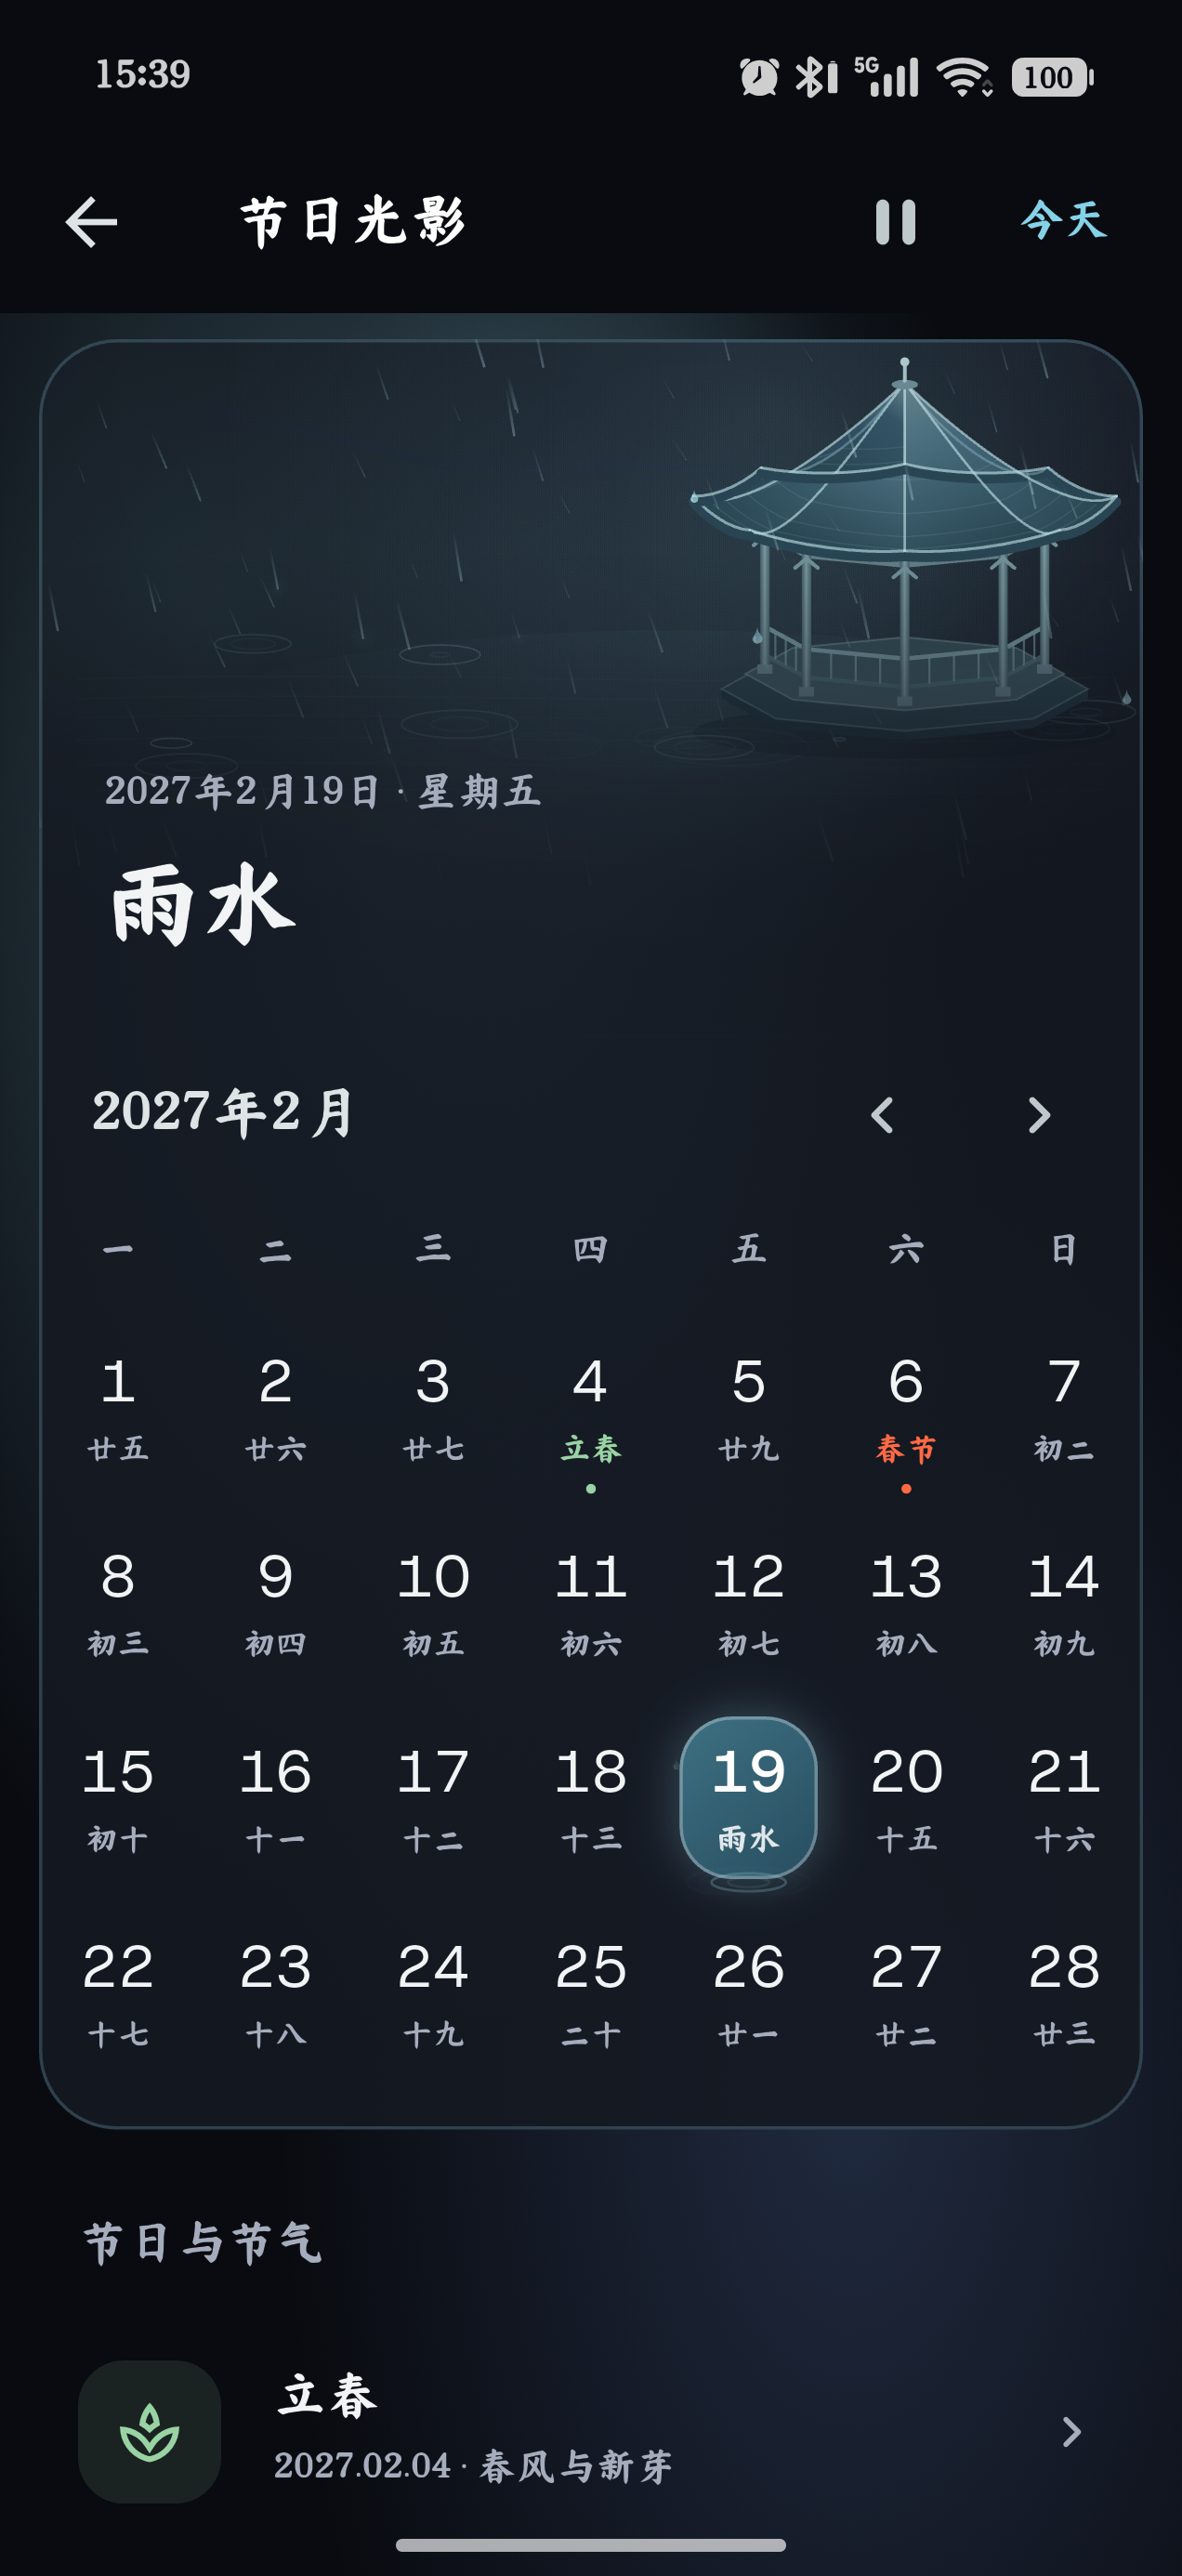 15:39 5G 100
节日光影 今天
2027年2月19日 · 星期五
雨水
2027年2月
一 二 三 四 五 六 日
1 2 3 4 5 6 7
廿五 廿六 廿七 立春 廿九 春节 初二
8 9 10 11 12 13 14
初三 初四 初五 初六 初七 初八 初九
15 16 17 18 19 20 21
初十 十一 十二 十三 雨水 十五 十六
22 23 24 25 26 27 28
十七 十八 十九 二十 廿一 廿二 廿三
节日与节气
立春
2027.02.04 · 春风与新芽